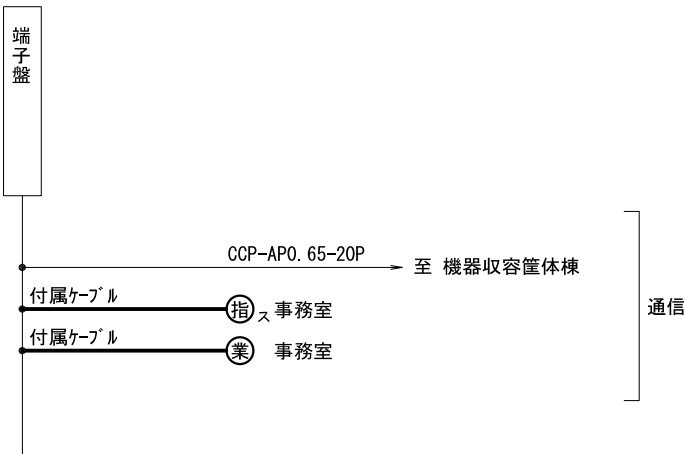 端子盤
CCP-AP0.65-20P
至 機器収容筐体棟
付属ｹｰﾌﾞﾙ
指ス 事務室
付属ｹｰﾌﾞﾙ
業 事務室
通信